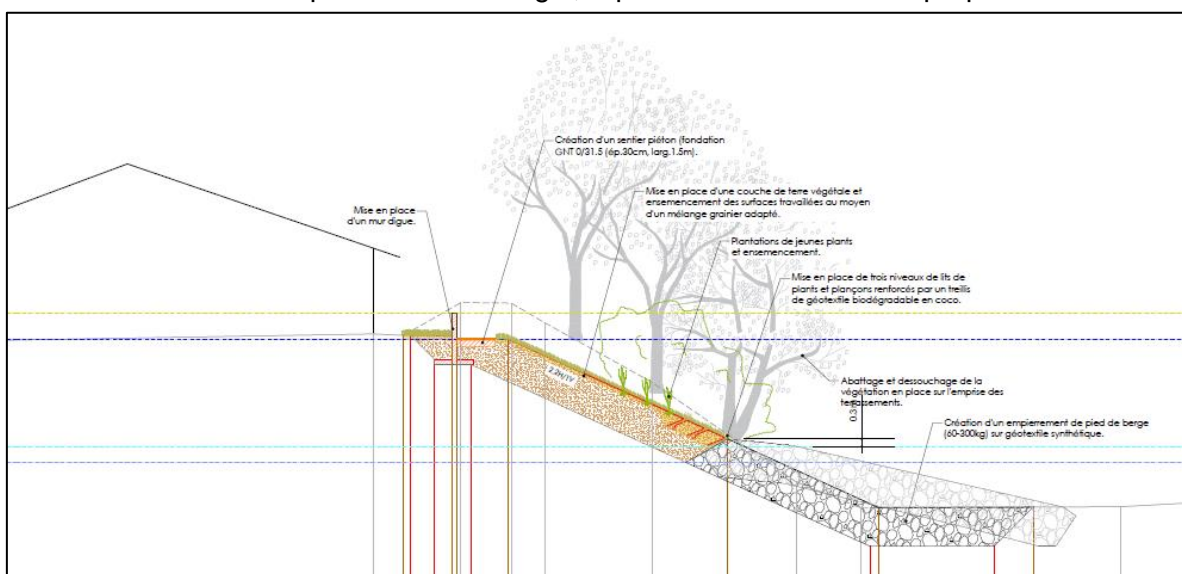 Création d'un sentier piéton (fondation
GNT 0/31.5 (ép.30cm, larg.1.5m).
Mise en place d'une couche de terre végétale et
ensemencement des surfaces travaillées au moyen
d'un mélange grainier adapté.
Mise en place
d'un mur digue.
Plantations de jeunes plants
et ensemencement.
Mise en place de trois niveaux de lits de
plants et plançons renforcés par un treillis
de géotextile biodégradable en coco.
2.2H/1V
Abattage et dessouchage de la
végétation en place sur l'emprise des
terrassements.
Création d'un empierrement de pied de berge
(60-300kg) sur géotextile synthétique.